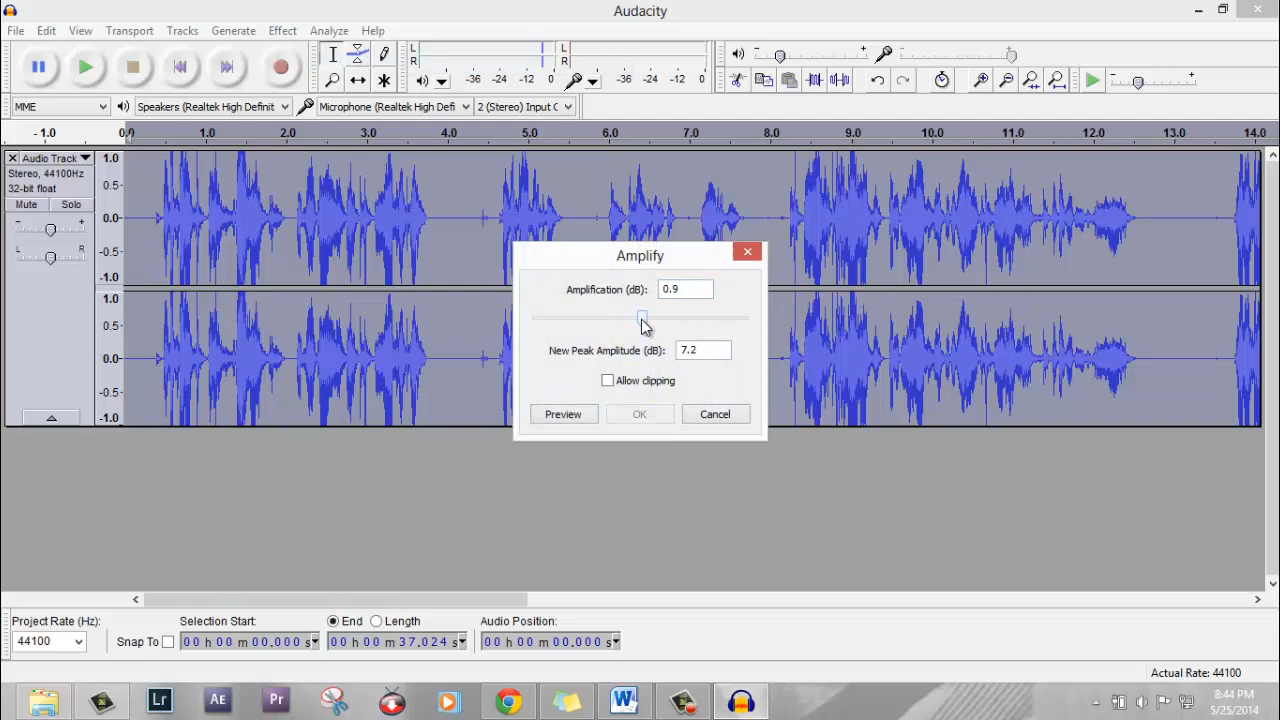 Audacity
File Edit View Transport Tracks Generate Effect Analyze Help
L
R
-36 -24 -12 0
L
R
-36 -24 -12 0
- + - +
MME Speakers (Realtek High Definit Microphone (Realtek High Defi 2 (Stereo) Input C
- +
- 1.0 0.0 1.0 2.0 3.0 4.0 5.0 6.0 7.0 8.0 9.0 10.0 11.0 12.0 13.0 14.0
Audio Track 1.0
Stereo, 44100Hz
32-bit float 0.5-
Mute Solo 0.0-
- +
L R -0.5-
-1.0
1.0
0.5-
0.0-
-0.5-
-1.0
Amplify
Amplification (dB): 0.9
New Peak Amplitude (dB): 7.2
Allow clipping
Preview OK Cancel
Project Rate (Hz): Selection Start: End Length Audio Position:
44100 Snap To 00 h 00 m 00.000 s 00 h 00 m 37.024 s 00 h 00 m 00.000 s
Actual Rate: 44100
Lr AE Pr W
8:44 PM
5/25/2014